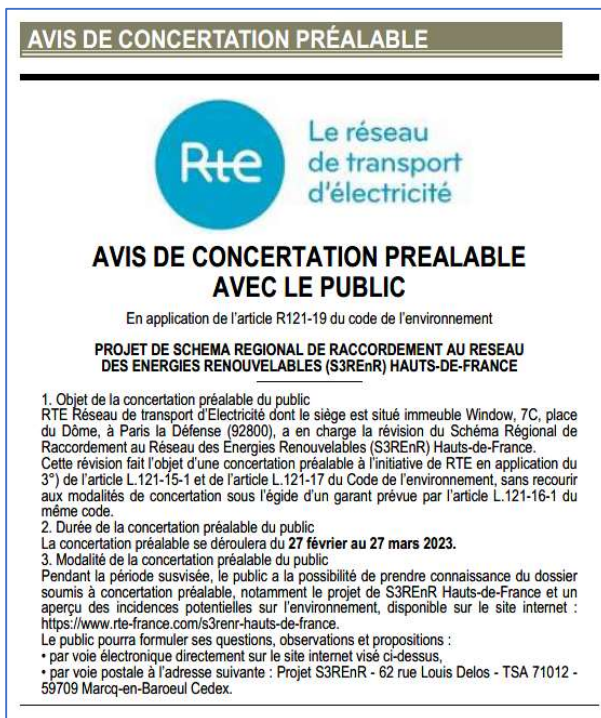 AVIS DE CONCERTATION PRÉALABLE
Rte
Le réseau
de transport
d'électricité
AVIS DE CONCERTATION PREALABLE
AVEC LE PUBLIC
En application de l'article R121-19 du code de l'environnement
PROJET DE SCHEMA REGIONAL DE RACCORDEMENT AU RESEAU
DES ENERGIES RENOUVELABLES (S3REnR) HAUTS-DE-FRANCE
1. Objet de la concertation préalable du public
RTE Réseau de transport d'Electricité dont le siège est situé immeuble Window, 7C, place
du Dôme, à Paris la Défense (92800), a en charge la révision du Schéma Régional de
Raccordement au Réseau des Energies Renouvelables (S3REnR) Hauts-de-France.
Cette révision fait l'objet d'une concertation préalable à l'initiative de RTE en application du
3°) de l'article L.121-15-1 et de l'article L.121-17 du Code de l'environnement, sans recourir
aux modalités de concertation sous l'égide d'un garant prévue par l'article L.121-16-1 du
même code.
2. Durée de la concertation préalable du public
La concertation préalable se déroulera du 27 février au 27 mars 2023.
3. Modalité de la concertation préalable du public
Pendant la période susvisée, le public a la possibilité de prendre connaissance du dossier
soumis à concertation préalable, notamment le projet de S3REnR Hauts-de-France et un
aperçu des incidences potentielles sur l'environnement, disponible sur le site internet :
https://www.rte-france.com/s3renr-hauts-de-france.
Le public pourra formuler ses questions, observations et propositions :
• par voie électronique directement sur le site internet visé ci-dessus,
• par voie postale à l'adresse suivante : Projet S3REnR - 62 rue Louis Delos - TSA 71012 -
59709 Marcq-en-Baroeul Cedex.